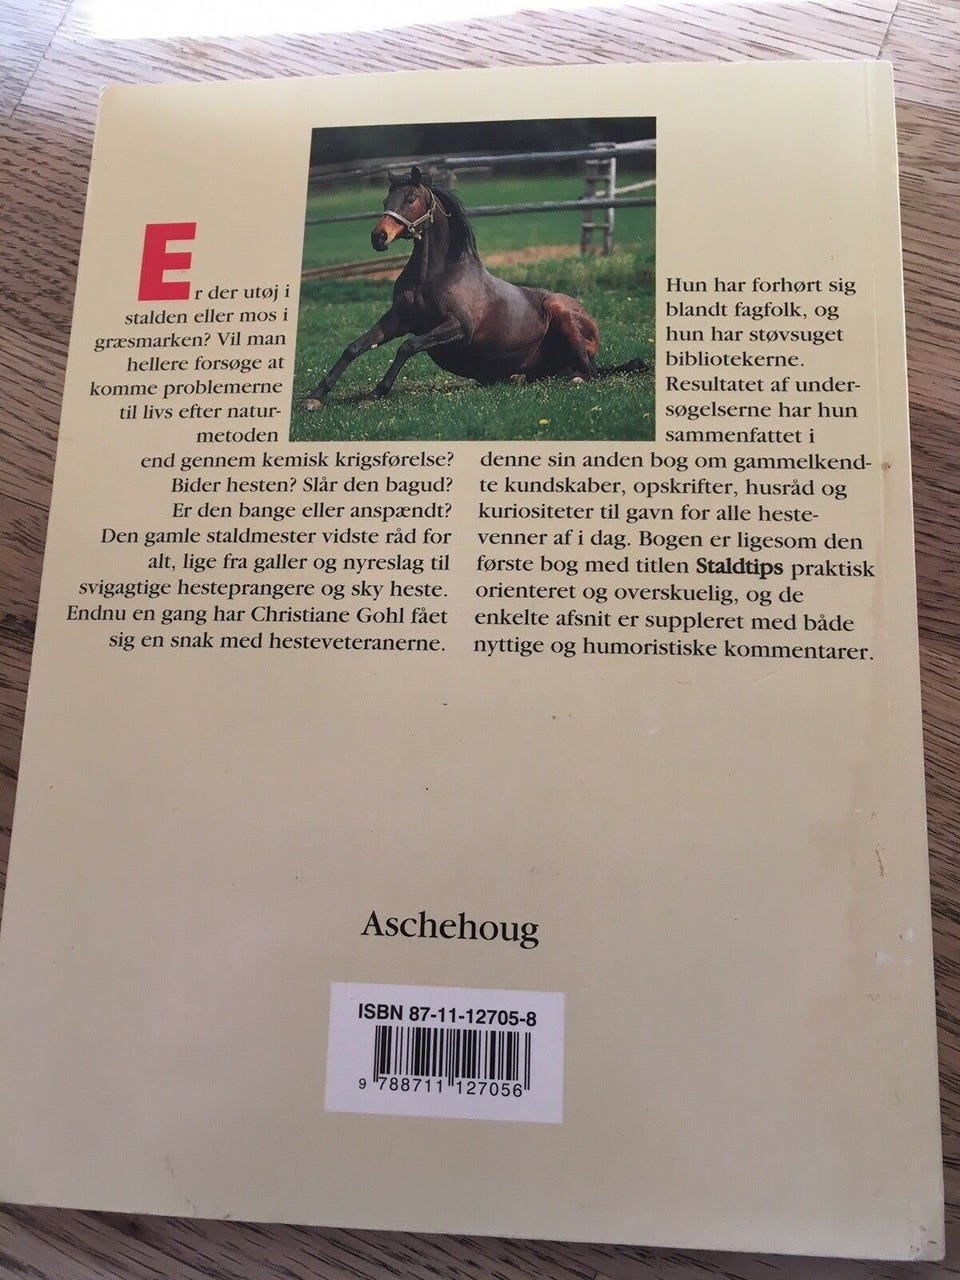 Er der utøj i
stalden eller mos i
græsmarken? Vil man
hellere forsøge at
komme problemerne
til livs efter natur-
metoden
end gennem kemisk krigsførelse?
Bider hesten? Slår den bagud?
Er den bange eller anspændt?
Den gamle staldmester vidste råd for
alt, lige fra galler og nyreslag til
svigagtige hesteprangere og sky heste.
Endnu en gang har Christiane Gohl fået
sig en snak med hesteveteranerne.
Hun har forhørt sig
blandt fagfolk, og
hun har støvsuget
bibliotekerne.
Resultatet af under-
søgelserne har hun
sammenfattet i
denne sin anden bog om gammelkend-
te kundskaber, opskrifter, husråd og
kuriositeter til gavn for alle heste-
venner af i dag. Bogen er ligesom den
første bog med titlen Staldtips praktisk
orienteret og overskuelig, og de
enkelte afsnit er suppleret med både
nyttige og humoristiske kommentarer.
Aschehoug
ISBN 87-11-12705-8
9 788711 127056